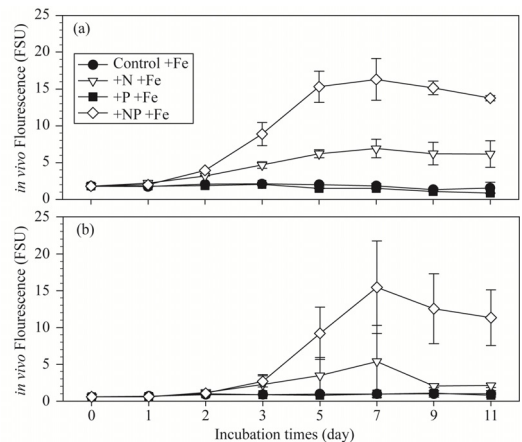 25
(a)
20
15
10
5
0
in vivo Flourescence (FSU)
Control +Fe
+N +Fe
+P +Fe
+NP +Fe
25
(b)
20
15
10
5
0
in vivo Flourescence (FSU)
0 1 2 3 5 7 9 11
Incubation times (day)